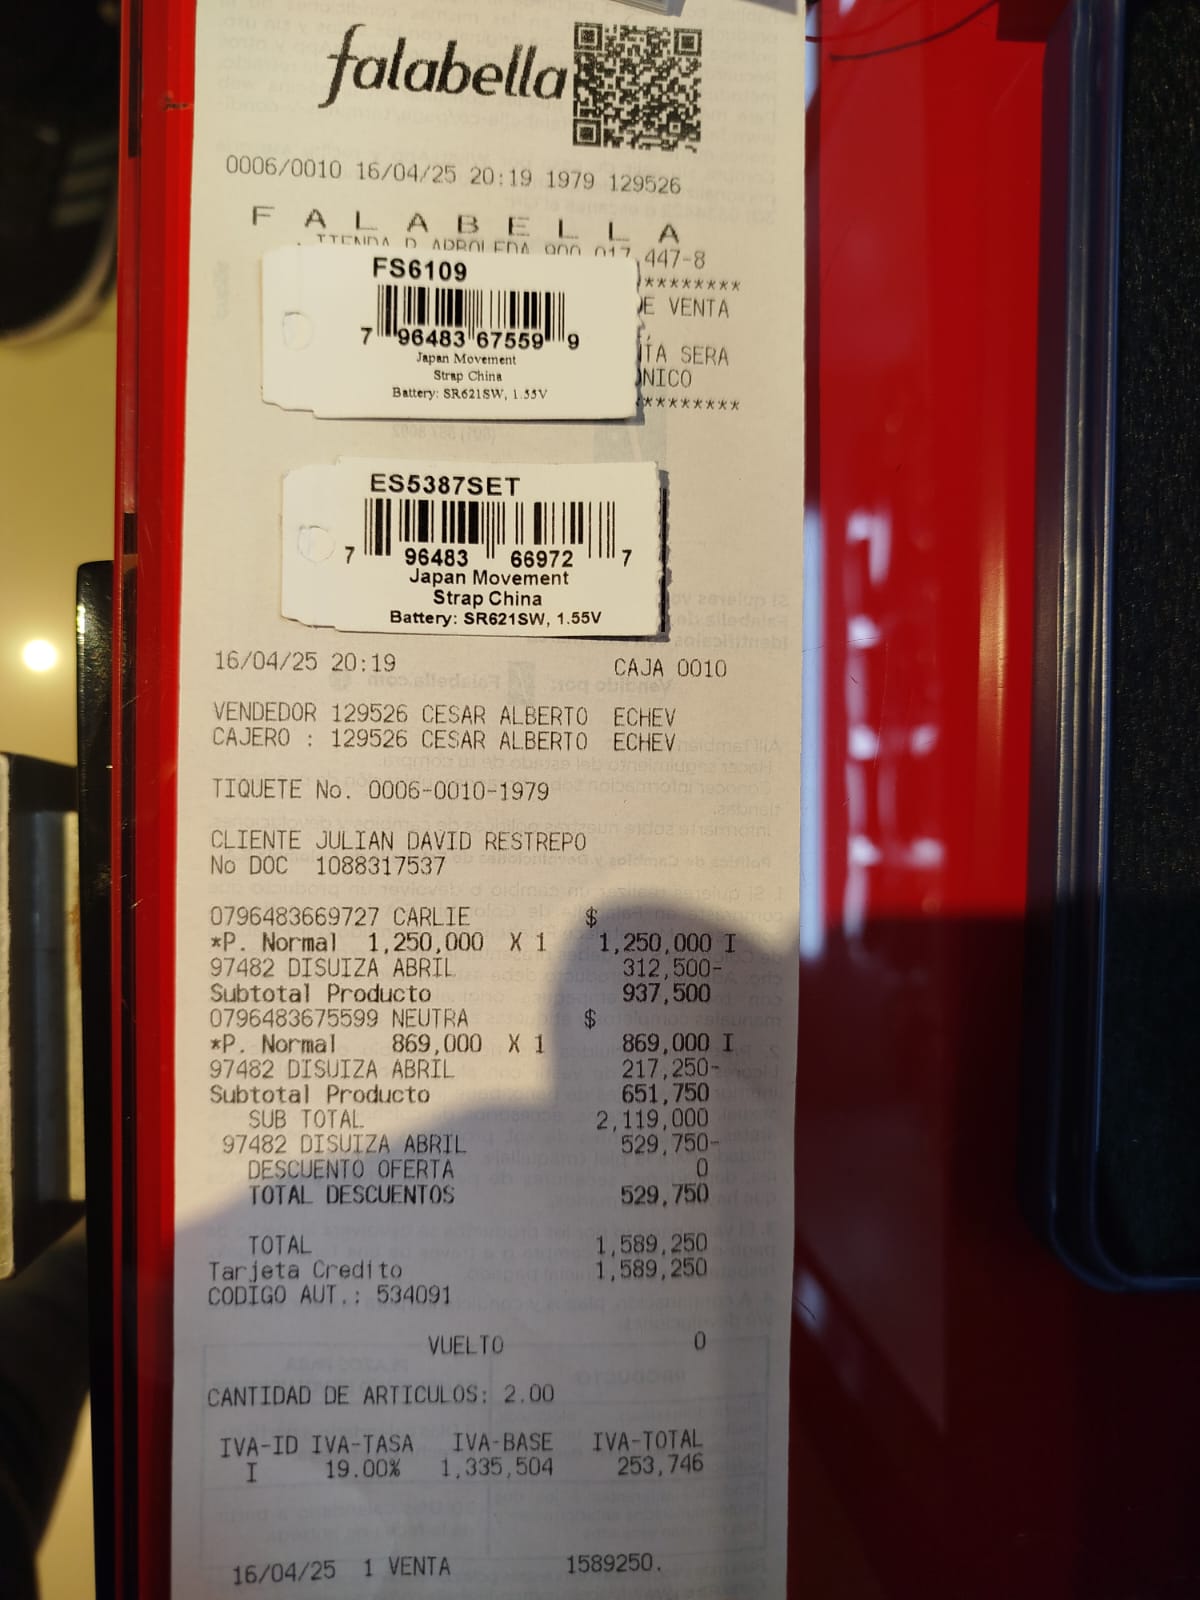 falabella
0006/0010 16/04/25 20:19 1979 129526
F A L A B E L L A
TIENDA P ARBOLEDA 900 017,447-8
FS6109
*********
E VENTA
7 96483 67559 9
Japan Movement
Strap China
Battery: SR621SW, 1.55V
TA SERA
NICO
*********
ES5387SET
7 96483 66972 7
Japan Movement
Strap China
Battery: SR621SW, 1.55V
16/04/25 20:19 CAJA 0010
VENDEDOR 129526 CESAR ALBERTO ECHEV
CAJERO : 129526 CESAR ALBERTO ECHEV
TIQUETE No. 0006-0010-1979
CLIENTE JULIAN DAVID RESTREPO
No DOC 1088317537
0796483669727 CARLIE $
*P. Normal 1,250,000 X 1 1,250,000 I
97482 DISUIZA ABRIL 312,500-
Subtotal Producto 937,500
0796483675599 NEUTRA $
*P. Normal 869,000 X 1 869,000 I
97482 DISUIZA ABRIL 217,250-
Subtotal Producto 651,750
SUB TOTAL 2,119,000
97482 DISUIZA ABRIL 529,750-
DESCUENTO OFERTA 0
TOTAL DESCUENTOS 529,750
TOTAL 1,589,250
Tarjeta Credito 1,589,250
CODIGO AUT.: 534091
VUELTO 0
CANTIDAD DE ARTICULOS: 2.00
IVA-ID IVA-TASA IVA-BASE IVA-TOTAL
I 19.00% 1,335,504 253,746
16/04/25 1 VENTA 1589250.